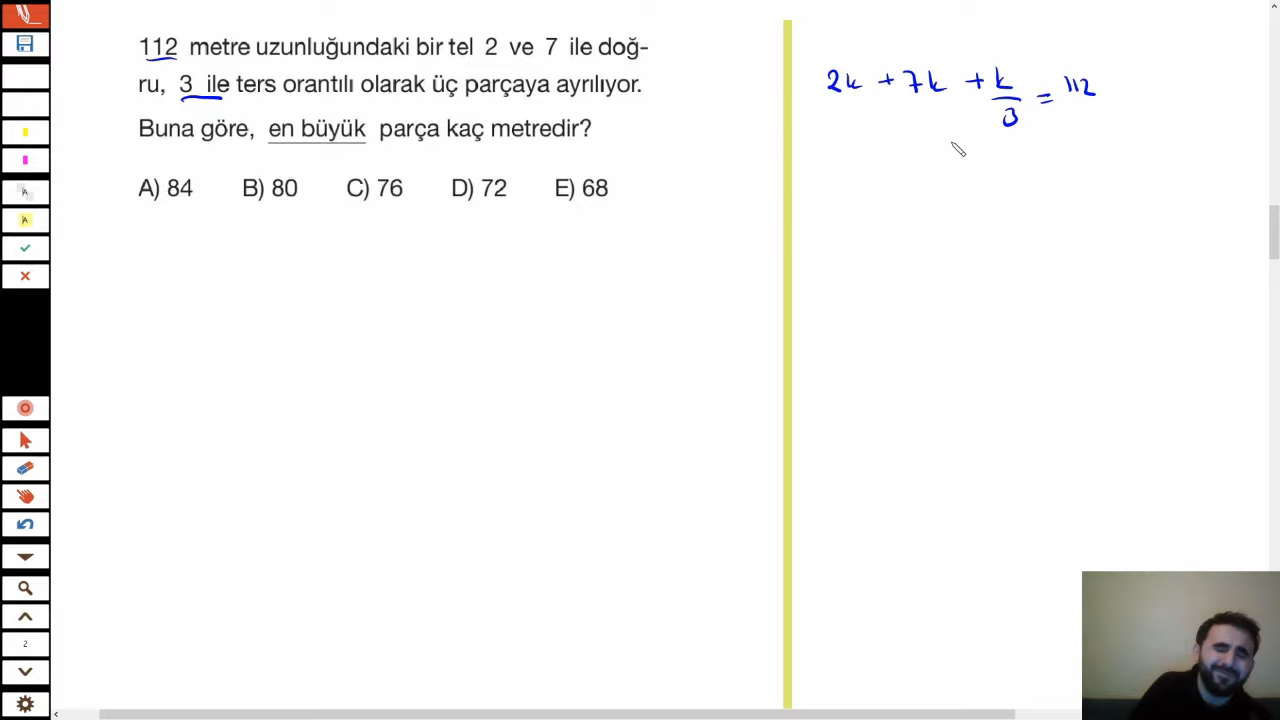 112 metre uzunluğundaki bir tel 2 ve 7 ile doğ-
ru, 3 ile ters orantılı olarak üç parçaya ayrılıyor.
Buna göre, en büyük parça kaç metredir?
A) 84 B) 80 C) 76 D) 72 E) 68
2k + 7k + k/3 = 112
A
A
2